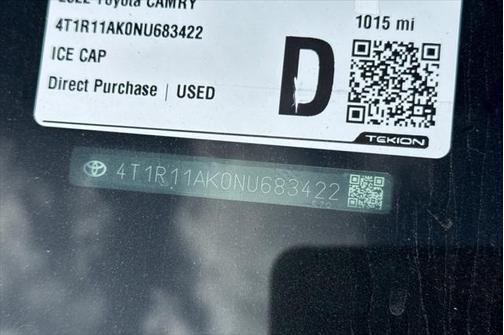 2022 Toyota CAMRY
1015 mi
4T1R11AK0NU683422
ICE CAP
Direct Purchase | USED
D
TEKION
4T1R11AK0NU683422